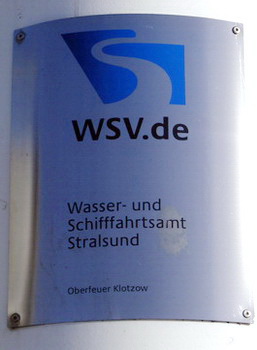 WSV.de
Wasser- und
Schifffahrtsamt
Stralsund
Oberfeuer Klotzow